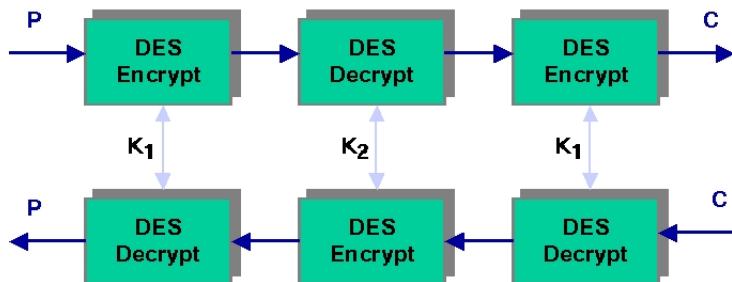 P
C
DES
Encrypt
DES
Decrypt
DES
Encrypt
K1
K2
K1
P
C
DES
Decrypt
DES
Encrypt
DES
Decrypt